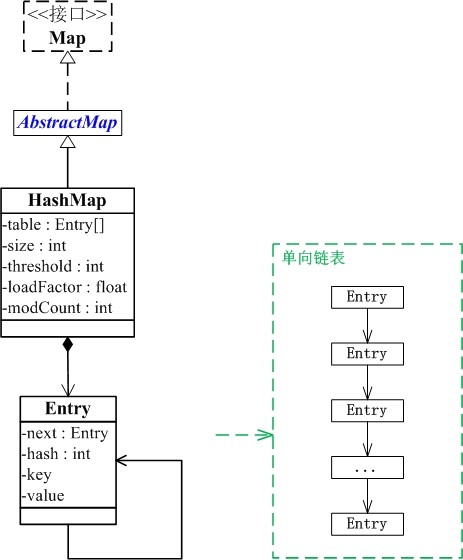 <<接口>>
Map
AbstractMap
HashMap
-table : Entry[]
-size : int
-threshold : int
-loadFactor : float
-modCount : int
Entry
-next : Entry
-hash : int
-key
-value
单向链表
Entry
Entry
Entry
...
Entry